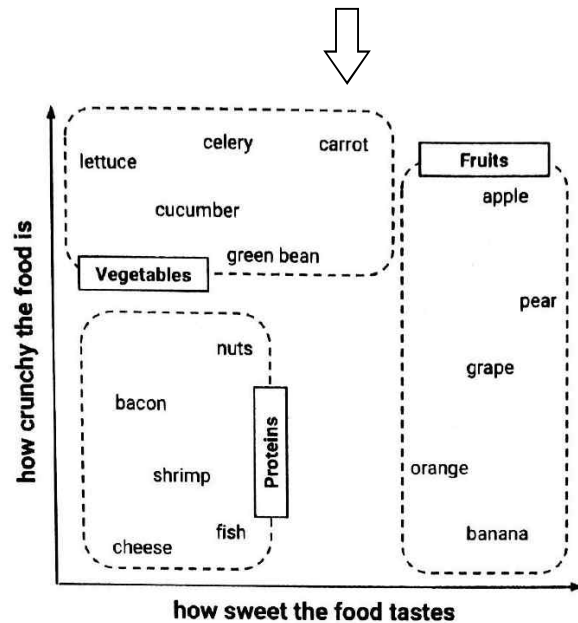 celery
carrot
lettuce
Fruits
apple
cucumber
green bean
Vegetables
pear
nuts
grape
bacon
Proteins
shrimp
orange
fish
banana
cheese
how crunchy the food is
how sweet the food tastes